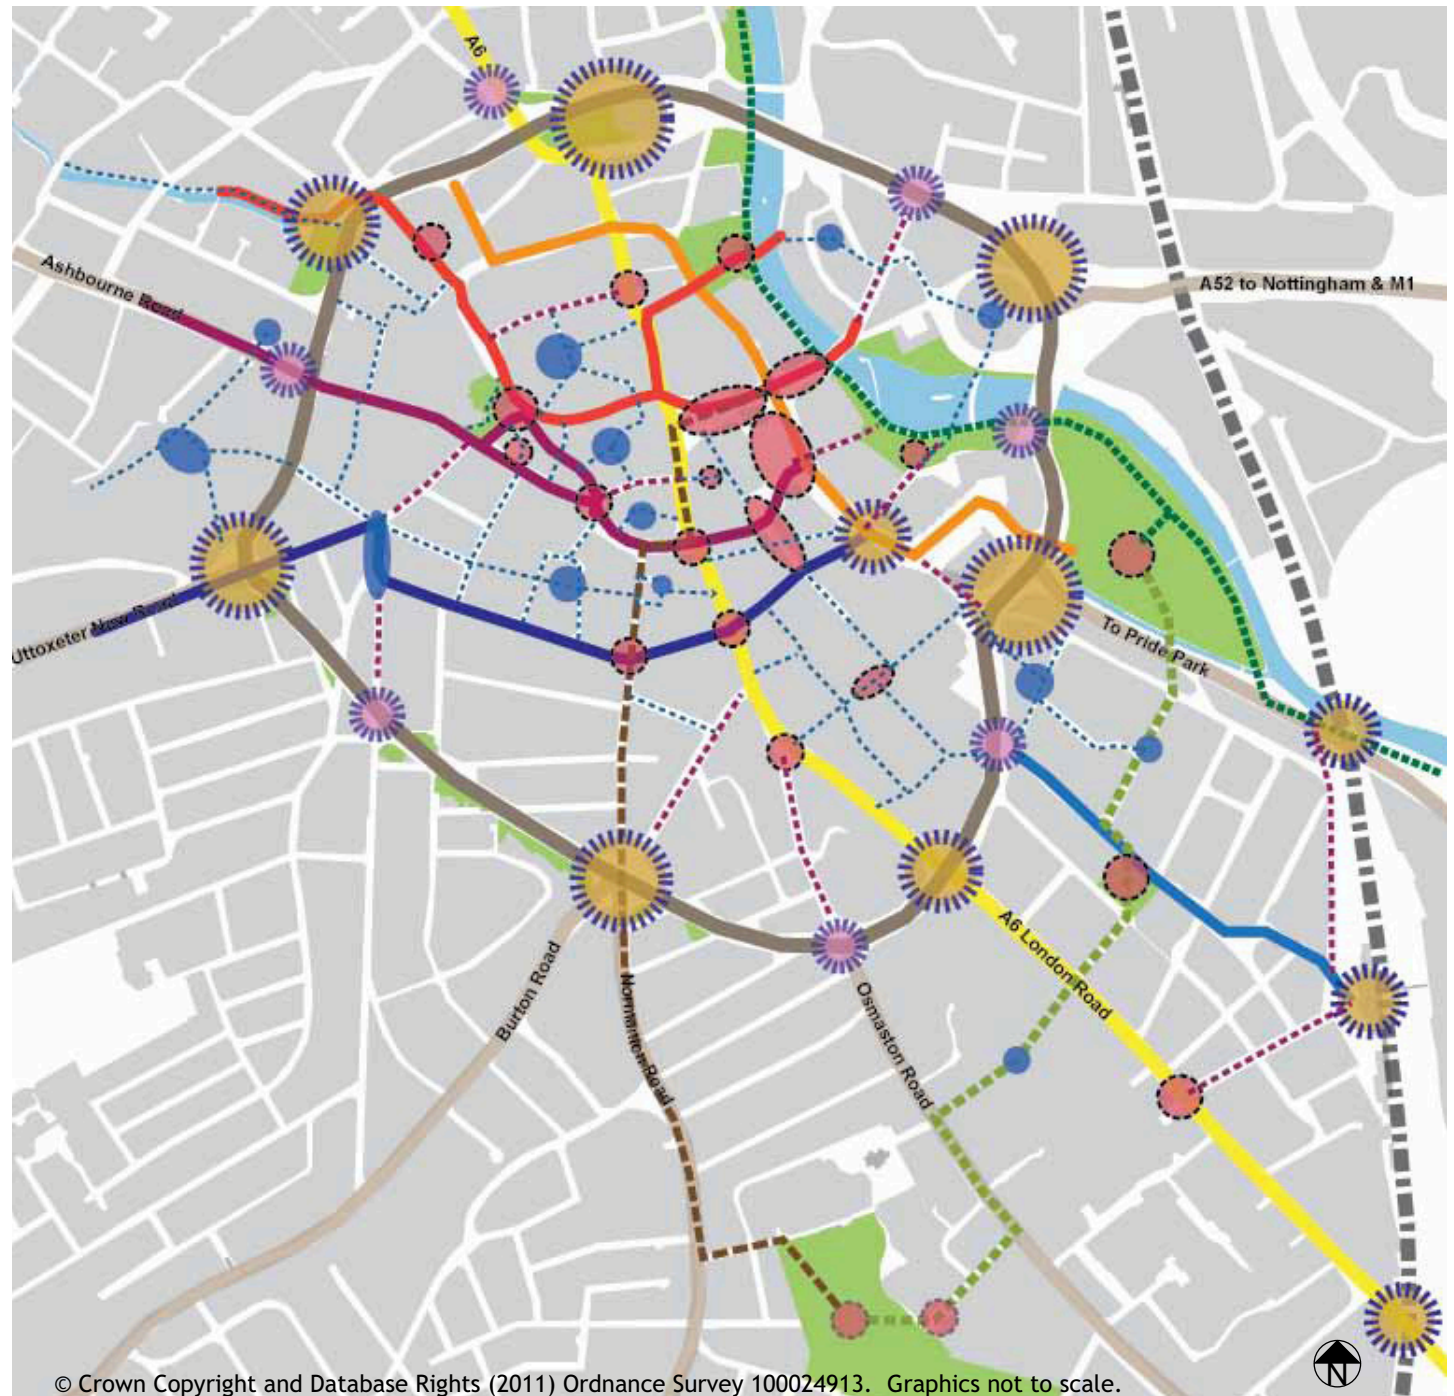 A6
Ashbourne Road
A52 to Nottingham & M1
Uttoxeter New Road
To Pride Park
A6 London Road
Burton Road
Normanton Road
Osmaston Road
N
© Crown Copyright and Database Rights (2011) Ordnance Survey 100024913. Graphics not to scale.